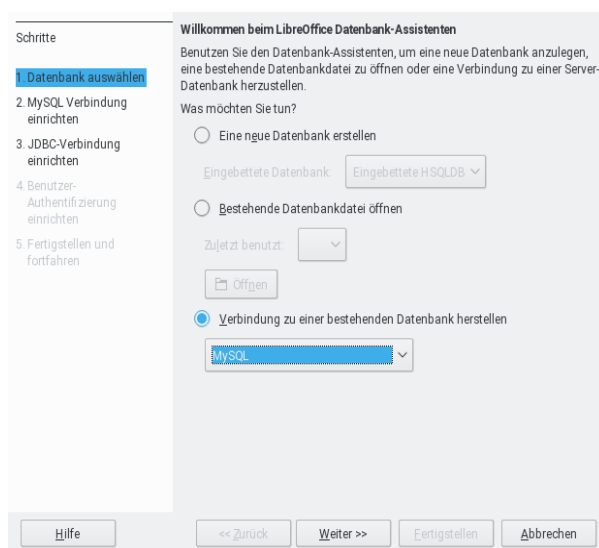 Schritte
1. Datenbank auswählen
2. MySQL Verbindung
einrichten
3. JDBC-Verbindung
einrichten
4. Benutzer-
Authentifizierung
einrichten
5. Fertigstellen und
fortfahren
Willkommen beim LibreOffice Datenbank-Assistenten
Benutzen Sie den Datenbank-Assistenten, um eine neue Datenbank anzulegen,
eine bestehende Datenbankdatei zu öffnen oder eine Verbindung zu einer Server-
Datenbank herzustellen.
Was möchten Sie tun?
Eine neue Datenbank erstellen
Eingebettete Datenbank: Eingebettete HSQLDB
Bestehende Datenbankdatei öffnen
Zuletzt benutzt:
Öffnen
Verbindung zu einer bestehenden Datenbank herstellen
MySQL
Hilfe << Zurück Weiter >> Fertigstellen Abbrechen